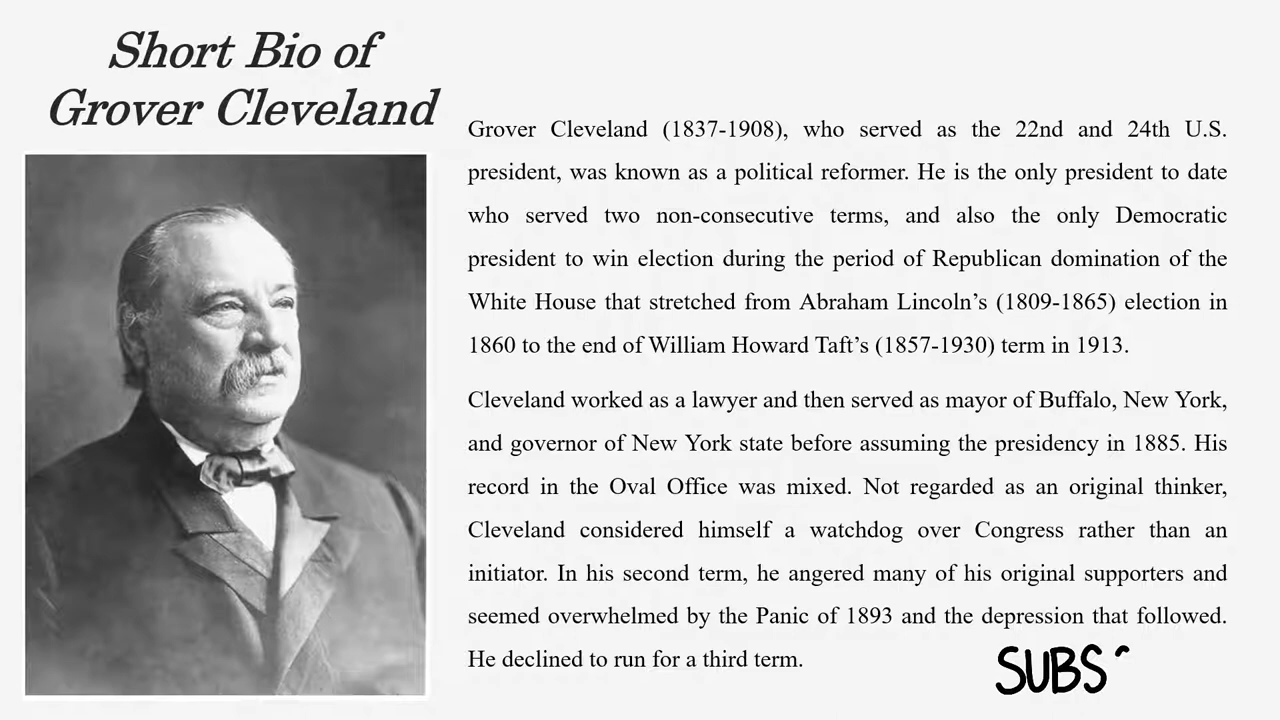 Short Bio of
Grover Cleveland
Grover Cleveland (1837-1908), who served as the 22nd and 24th U.S.
president, was known as a political reformer. He is the only president to date
who served two non-consecutive terms, and also the only Democratic
president to win election during the period of Republican domination of the
White House that stretched from Abraham Lincoln’s (1809-1865) election in
1860 to the end of William Howard Taft’s (1857-1930) term in 1913.
Cleveland worked as a lawyer and then served as mayor of Buffalo, New York,
and governor of New York state before assuming the presidency in 1885. His
record in the Oval Office was mixed. Not regarded as an original thinker,
Cleveland considered himself a watchdog over Congress rather than an
initiator. In his second term, he angered many of his original supporters and
seemed overwhelmed by the Panic of 1893 and the depression that followed.
He declined to run for a third term.
SUBS